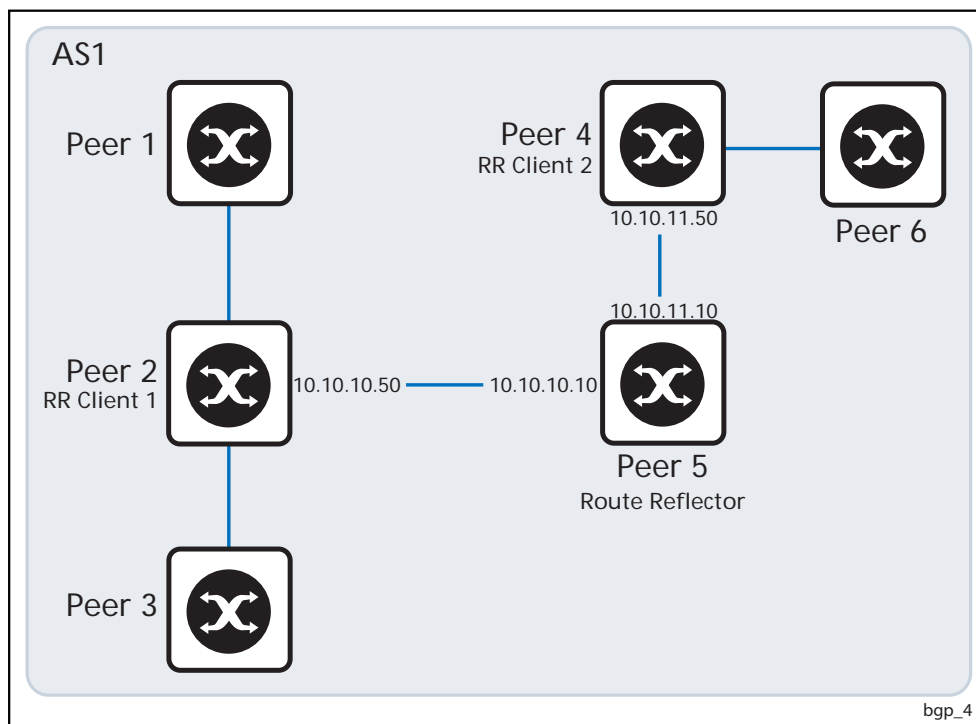 AS1
Peer 1
Peer 4
RR Client 2
Peer 6
10.10.11.50
10.10.11.10
Peer 2
RR Client 1
10.10.10.50
10.10.10.10
Peer 5
Route Reflector
Peer 3
bgp_4